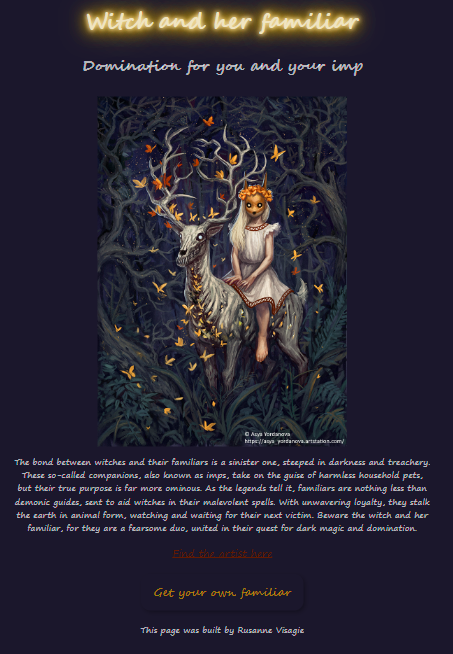 Witch and her familiar
Domination for you and your imp
© Asya Yordanova
https://asya_yordanova.artstation.com/
The bond between witches and their familiars is a sinister one, steeped in darkness and treachery.
These so-called companions, also known as imps, take on the guise of harmless household pets,
but their true purpose is far more ominous. As the legends tell it, familiars are nothing less than
demonic guides, sent to aid witches in their malevolent spells. With unwavering loyalty, they stalk
the earth in animal form, watching and waiting for their next victim. Beware the witch and her
familiar, for they are a fearsome duo, united in their quest for dark magic and domination.
Find the artist here
Get your own familiar
This page was built by Rusanne Visagie